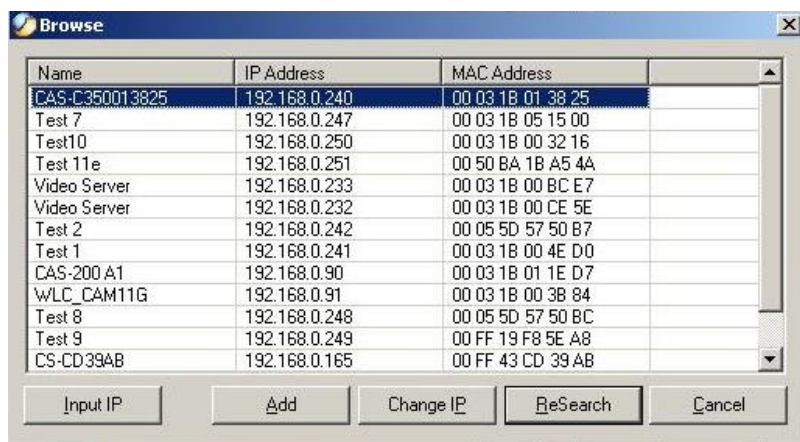 Browse
Name IP Address MAC Address
CAS-C350013825 192.168.0.240 00 03 1B 01 38 25
Test 7 192.168.0.247 00 03 1B 05 15 00
Test10 192.168.0.250 00 03 1B 00 32 16
Test 11e 192.168.0.251 00 50 BA 1B A5 4A
Video Server 192.168.0.233 00 03 1B 00 BC E7
Video Server 192.168.0.232 00 03 1B 00 CE 5E
Test 2 192.168.0.242 00 05 5D 57 50 B7
Test 1 192.168.0.241 00 03 1B 00 4E D0
CAS-200 A1 192.168.0.90 00 03 1B 01 1E D7
WLC_CAM11G 192.168.0.91 00 03 1B 00 3B 84
Test 8 192.168.0.248 00 05 5D 57 50 BC
Test 9 192.168.0.249 00 FF 19 F8 5E A8
CS-CD39AB 192.168.0.165 00 FF 43 CD 39 AB
Input IP Add Change IP ReSearch Cancel